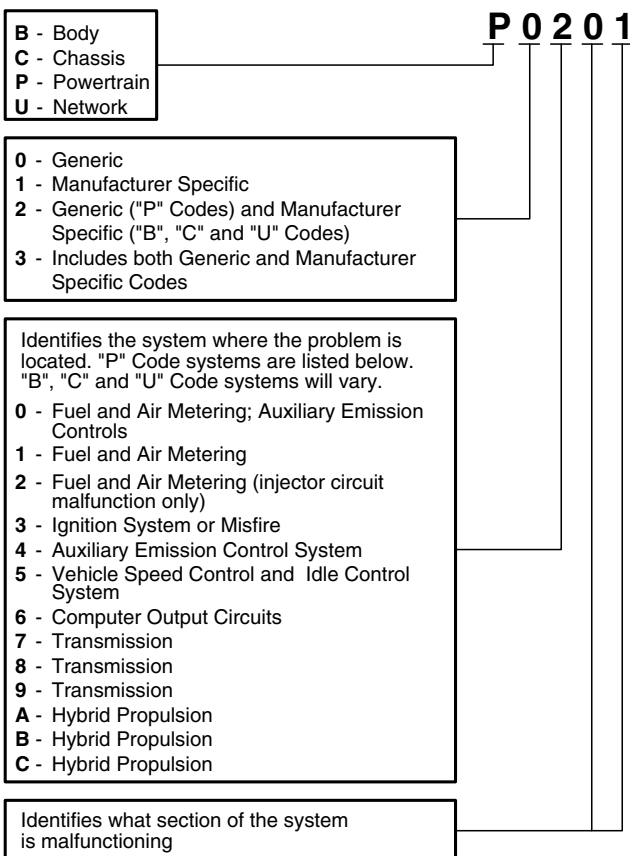 P 0 2 0 1
B - Body
C - Chassis
P - Powertrain
U - Network
0 - Generic
1 - Manufacturer Specific
2 - Generic ("P" Codes) and Manufacturer
Specific ("B", "C" and "U" Codes)
3 - Includes both Generic and Manufacturer
Specific Codes
Identifies the system where the problem is
located. "P" Code systems are listed below.
"B", "C" and "U" Code systems will vary.
0 - Fuel and Air Metering; Auxiliary Emission
Controls
1 - Fuel and Air Metering
2 - Fuel and Air Metering (injector circuit
malfunction only)
3 - Ignition System or Misfire
4 - Auxiliary Emission Control System
5 - Vehicle Speed Control and Idle Control
System
6 - Computer Output Circuits
7 - Transmission
8 - Transmission
9 - Transmission
A - Hybrid Propulsion
B - Hybrid Propulsion
C - Hybrid Propulsion
Identifies what section of the system
is malfunctioning